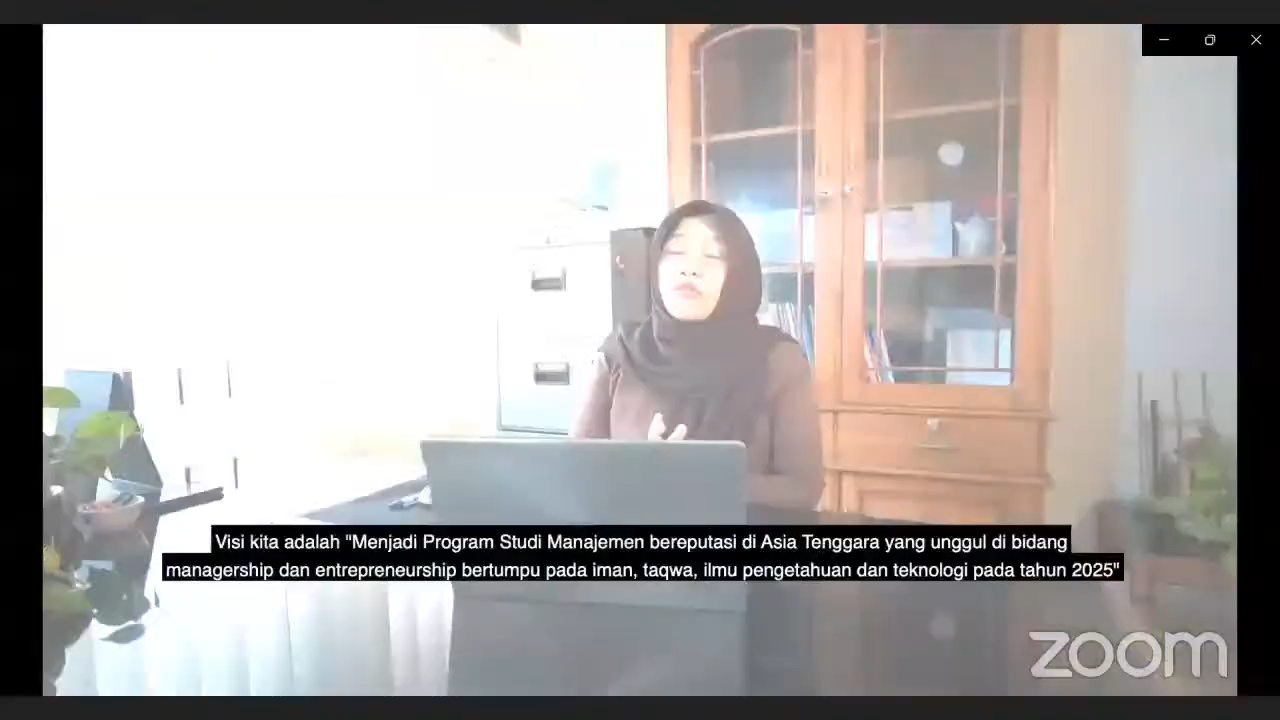 Visi kita adalah "Menjadi Program Studi Manajemen bereputasi di Asia Tenggara yang unggul di bidang
managership dan entrepreneurship bertumpu pada iman, taqwa, ilmu pengetahuan dan teknologi pada tahun 2025"
zoom